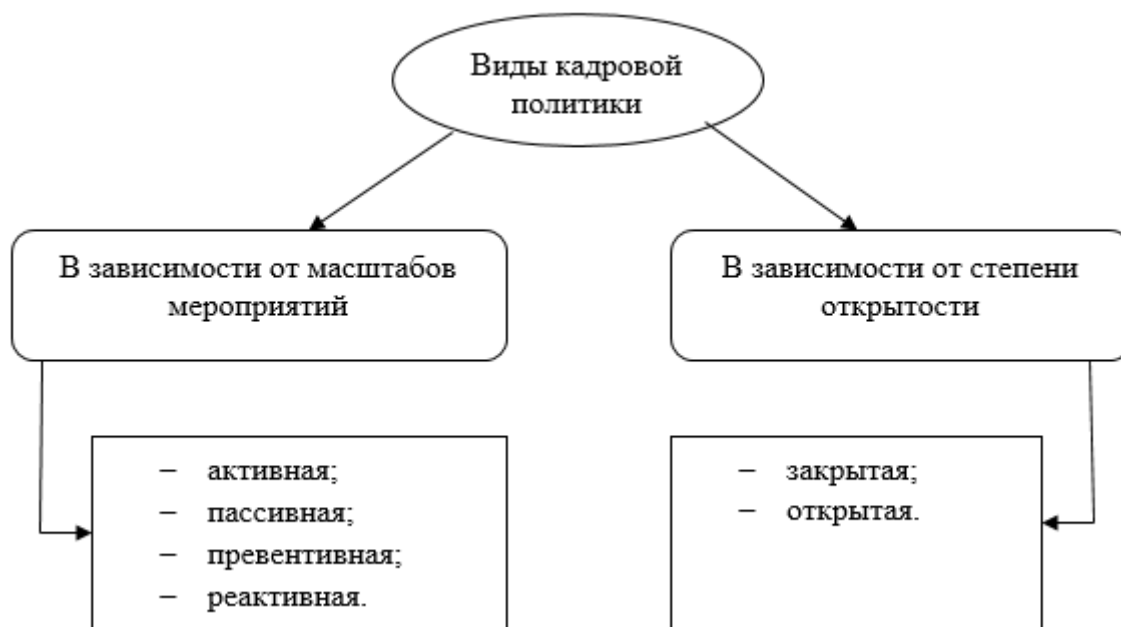 Виды кадровой
политики
В зависимости от масштабов
мероприятий
В зависимости от степени
открытости
– активная;
– пассивная;
– превентивная;
– реактивная.
– закрытая;
– открытая.